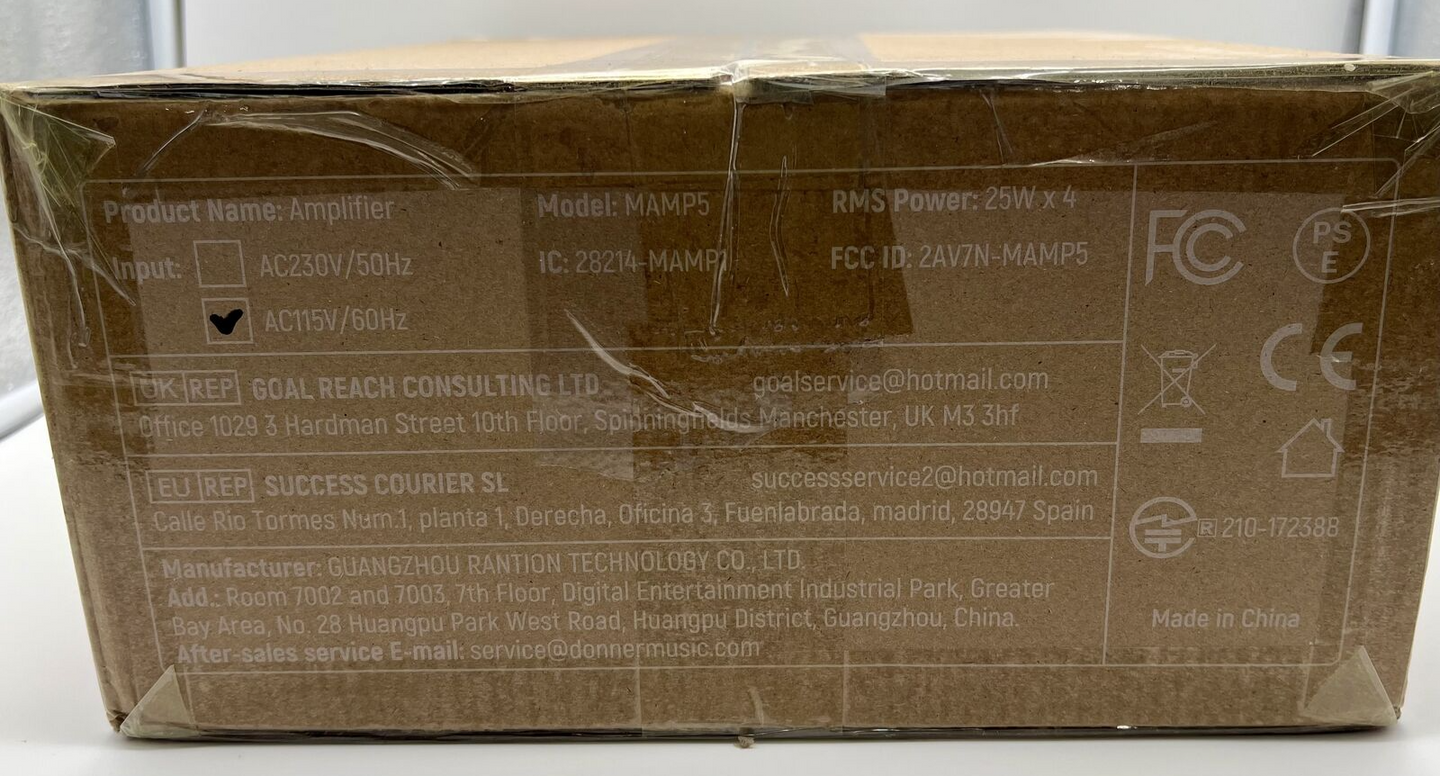 Product Name: Amplifier Model: MAMP5 RMS Power: 25W x 4
Input: AC230V/50Hz IC: 28214-MAMP1 FCC ID: 2AV7N-MAMP5
AC115V/60Hz
UK REP GOAL REACH CONSULTING LTD goalservice@hotmail.com
Office 1029 3 Hardman Street 10th Floor, Spinningfields Manchester, UK M3 3hf
EU REP SUCCESS COURIER SL successservice2@hotmail.com
Calle Rio Tormes Num.1, planta 1, Derecha, Oficina 3, Fuenlabrada, madrid, 28947 Spain
Manufacturer: GUANGZHOU RANTION TECHNOLOGY CO., LTD.
Add.: Room 7002 and 7003, 7th Floor, Digital Entertainment Industrial Park, Greater
Bay Area, No. 28 Huangpu Park West Road, Huangpu District, Guangzhou, China.
After-sales service E-mail: service@donnermusic.com
FC
PS
E
CE
R 210-172388
Made in China